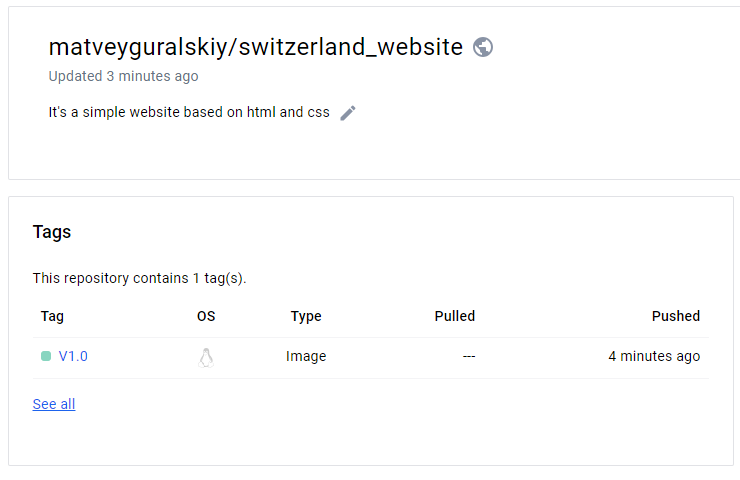 matveyguralskiy/switzerland_website
Updated 3 minutes ago
It's a simple website based on html and css
Tags
This repository contains 1 tag(s).
Tag OS Type Pulled Pushed
V1.0 Image --- 4 minutes ago
See all